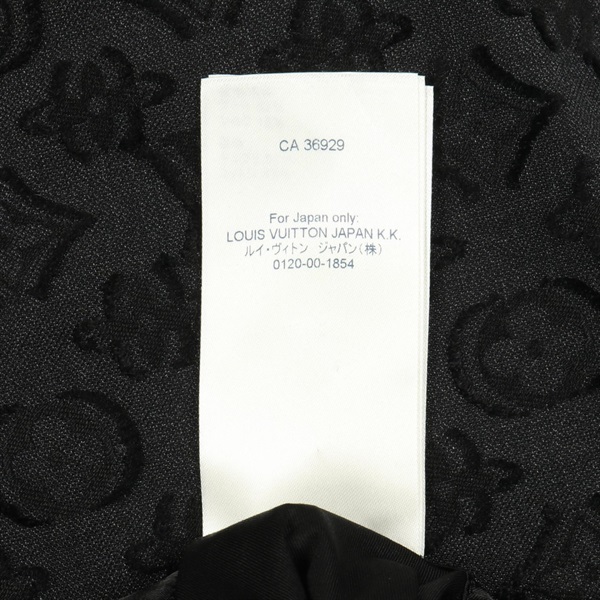 CA 36929
For Japan only:
LOUIS VUITTON JAPAN K.K.
ルイ・ヴィトン ジャパン(株)
0120-00-1854